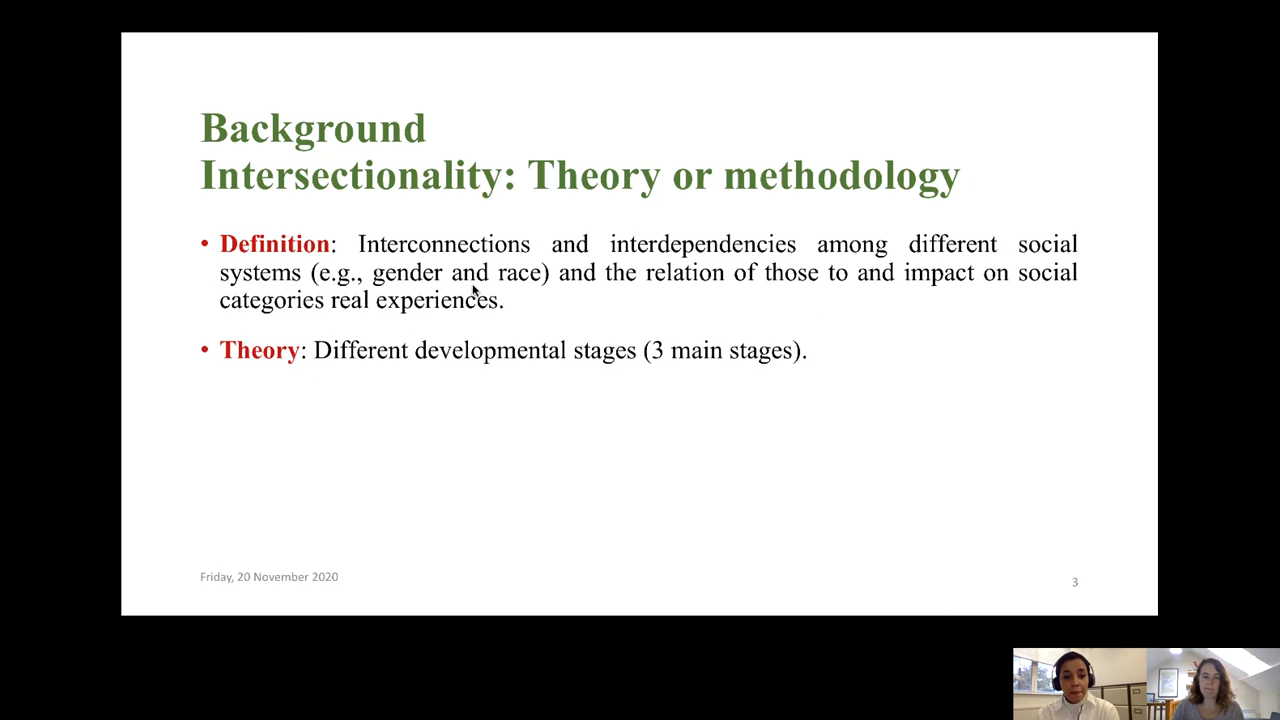 Background
Intersectionality: Theory or methodology
• Definition: Interconnections and interdependencies among different social
systems (e.g., gender and race) and the relation of those to and impact on social
categories real experiences.
• Theory: Different developmental stages (3 main stages).
Friday, 20 November 2020
3